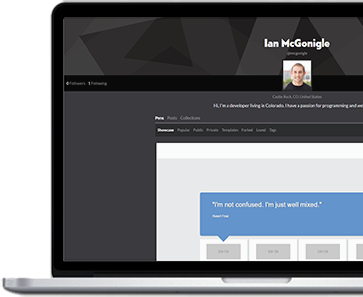 Ian McGonigle
0 Followers 1 Following
Castle Rock, CO, United States
Hi, I'm a developer living in Colorado. I have a passion for programming and we
Pens Posts Collections
Showcase Popular Public Private Templates Forked Loved Tags
"I'm not confused. I'm just well mixed."
Robert Frost